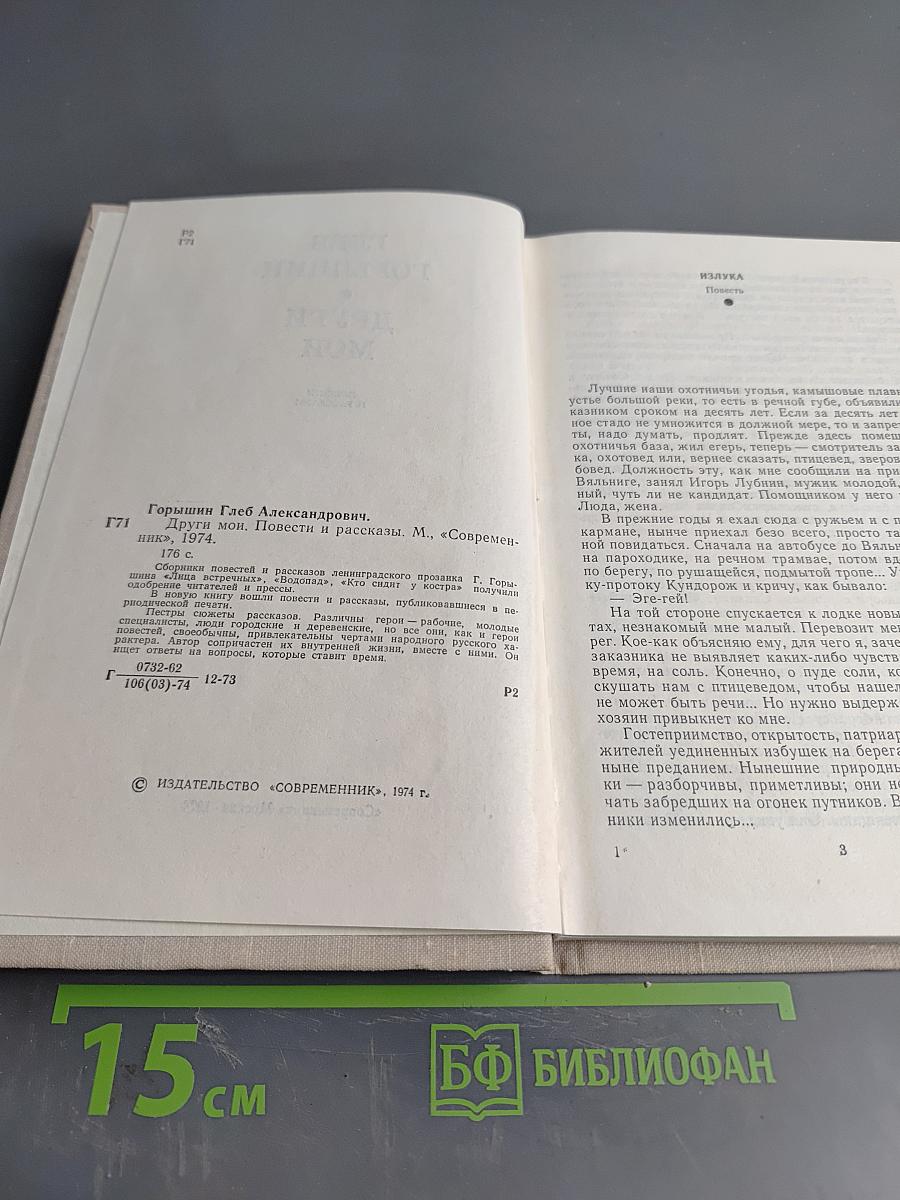 Р2
Г71
Горышин Глеб Александрович.
Г71 Други мои. Повести и рассказы. М., «Современ-
ник», 1974.
176 с.
Сборники повестей и рассказов ленинградского прозаика Г. Горы-
шина «Лица встречных», «Водопад», «Кто сидит у костра» получили
одобрение читателей и прессы.
В новую книгу вошли повести и рассказы, публиковавшиеся в пе-
риодической печати.
Пестры сюжеты рассказов. Различны герои — рабочие, молодые
специалисты, люди городские и деревенские, но все они, как и герои
повестей, своеобычны, привлекательны чертами народного русского ха-
рактера. Автор сопричастен их внутренней жизни, вместе с ними. Он
ищет ответы на вопросы, которые ставит время.
Г 0732-62
106(03)-74 12-73
Р2
© ИЗДАТЕЛЬСТВО «СОВРЕМЕННИК», 1974 г.
ИЗЛУКА
Повесть
Лучшие наши охотничьи угодья, камышовые плав
устье большой реки, то есть в речной губе, объявили
казником сроком на десять лет. Если за десять лет
ное стадо не умножится в должной мере, то и запре
ты, надо думать, продлят. Прежде здесь помещ
охотничья база, жил егерь, теперь — смотритель за
ка, охотовед или, вернее сказать, птицевед, зверов
бовед. Должность эту, как мне сообщили на при
Вяльниге, занял Игорь Лубнин, мужик молодой,
ный, чуть ли не кандидат. Помощником у него
Люда, жена.
В прежние годы я ехал сюда с ружьем и с п
кармане, нынче приехал безо всего, просто та
ной повидаться. Сначала на автобусе до Вяльн
на пароходике, на речном трамвае, потом вд
по берегу, по рушащейся, подмытой тропе... У
ку-протоку Кундорож и кричу, как бывало:
— Эге-гей!
На той стороне спускается к лодке новы
тах, незнакомый мне малый. Перевозит ме
рег. Кое-как объясняю ему, для чего я, заче
заказника не выявляет каких-либо чувств
время, на соль. Конечно, о пуде соли, ко
скушать нам с птицеведом, чтобы нашел
не может быть речи... Но нужно выдерж
хозяин привыкнет ко мне.
Гостеприимство, открытость, патриар
жителей уединенных избушек на берега
ныне преданием. Нынешние природн
ки — разборчивы, приметливы; они не
чать забредших на огонек путников. В
ники изменились...
1*
3
15 см
БФ БИБЛИОФАН